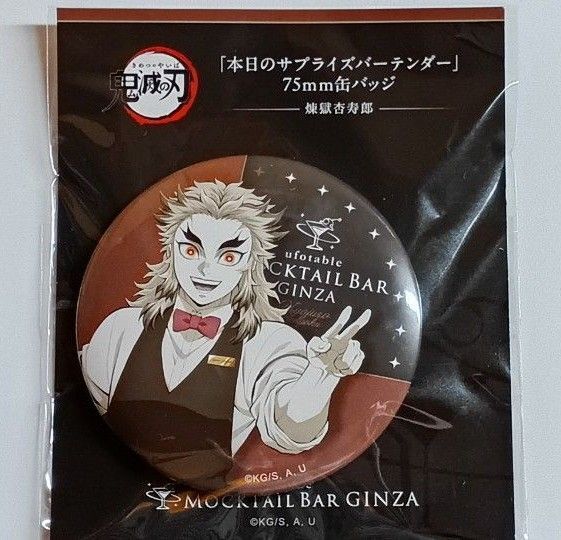 きめつのやいば
鬼滅の刃
「本日のサプライズバーテンダー」
75mm缶バッジ
煉獄杏寿郎
ufotable
CKTAIL BAR
GINZA
©KG/S, A, U
MOCKTAIL BAR GINZA
©KG/S, A, U